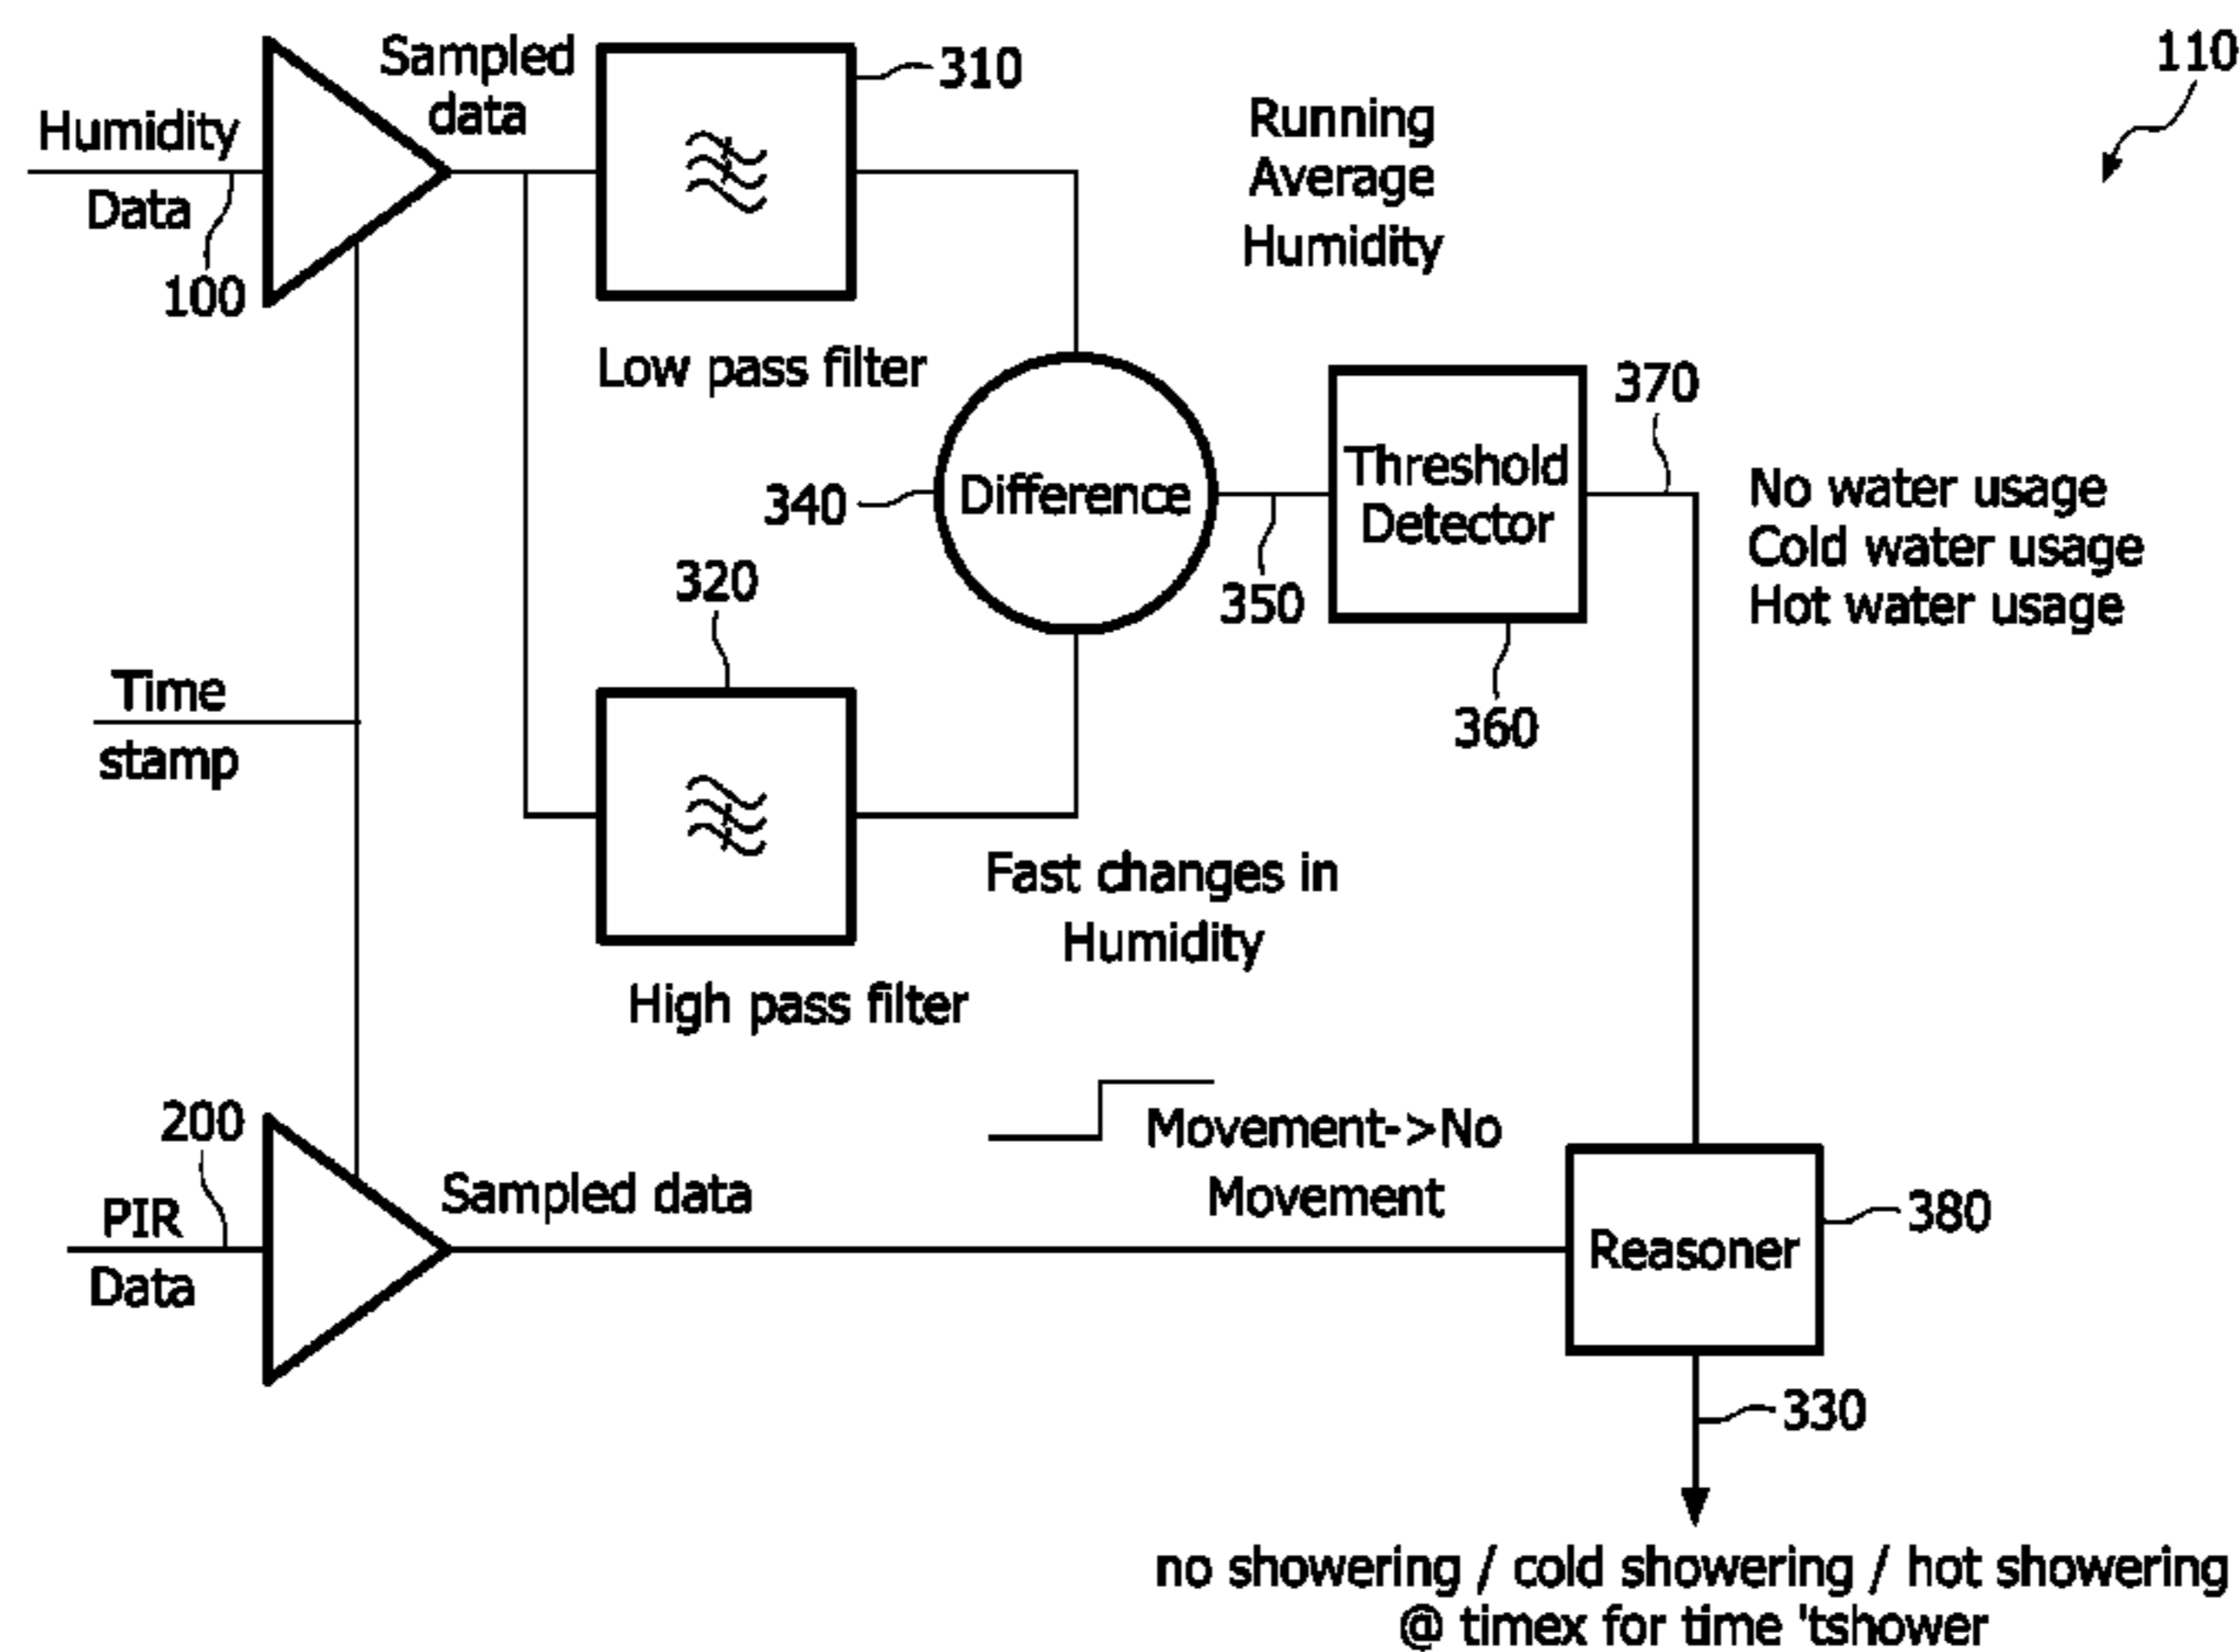 Humidity
Data
100
Sampled
data
310
Low pass filter
Running
Average
Humidity
110
340
Difference
350
Threshold
Detector
360
370
No water usage
Cold water usage
Hot water usage
320
High pass filter
Fast changes in
Humidity
Time
stamp
200
PIR
Data
Sampled data
Movement->No
Movement
Reasoner
380
330
no showering / cold showering / hot showering
@ timex for time 'tshower